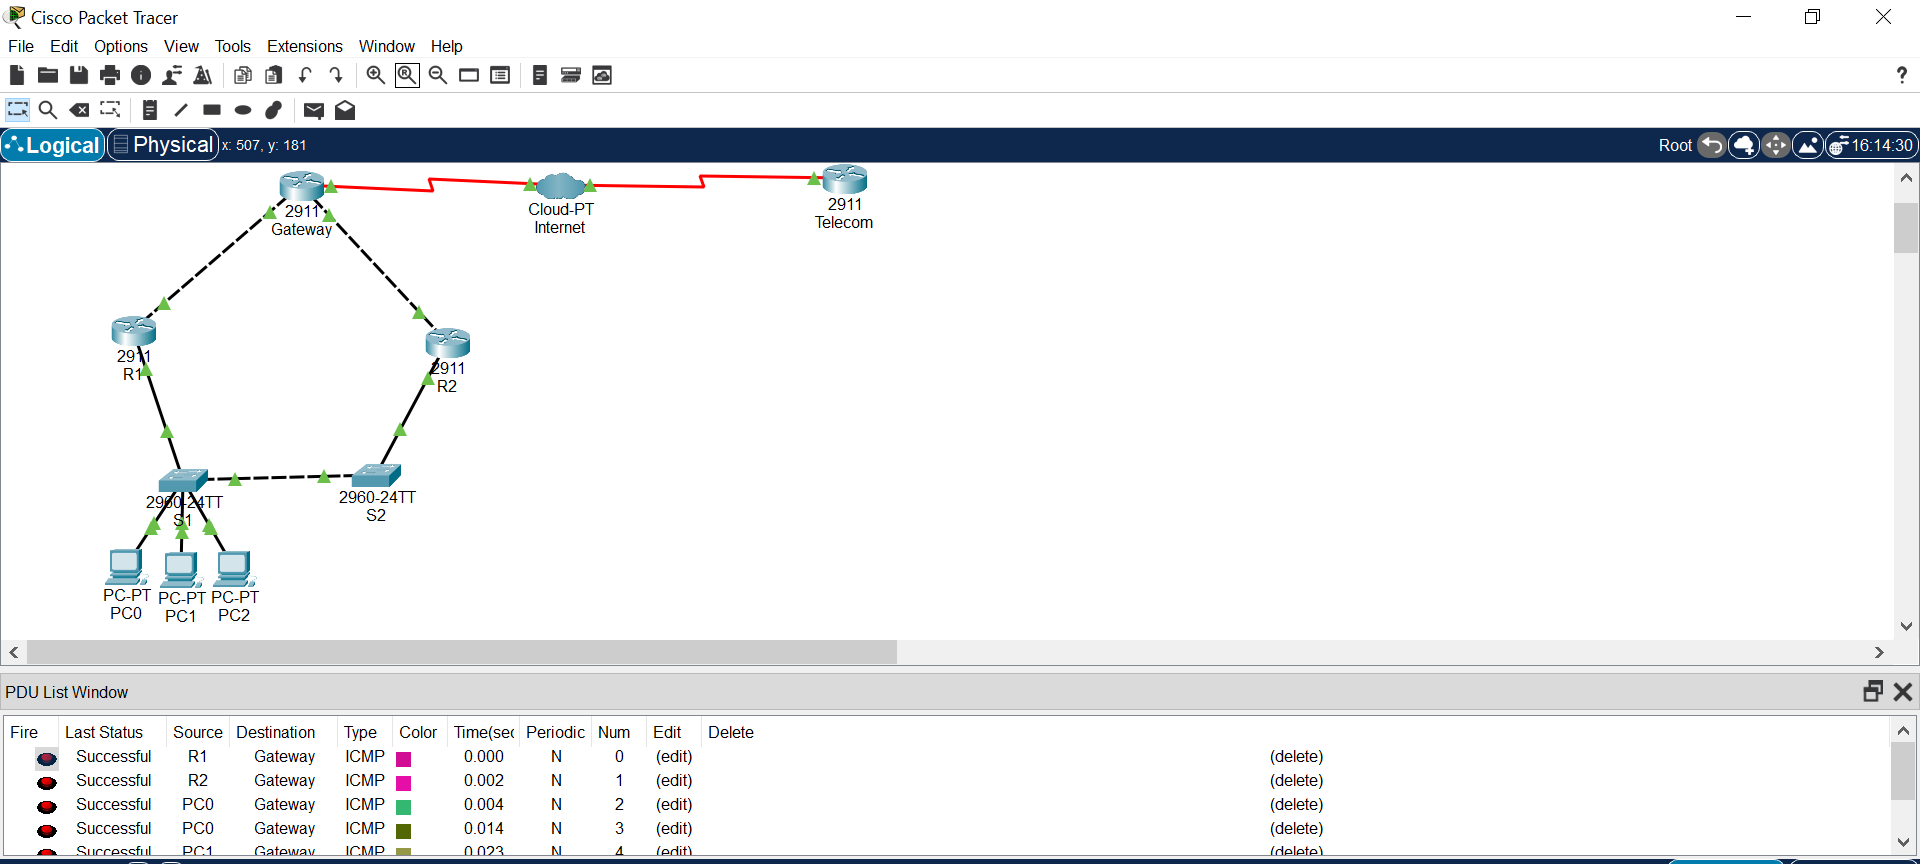 Cisco Packet Tracer
File Edit Options View Tools Extensions Window Help
?
Logical Physical x: 507, y: 181 Root 16:14:30
2911
Gateway
Cloud-PT
Internet
2911
Telecom
2911
R1
2911
R2
2960-24TT
S1
2960-24TT
S2
PC-PT
PC0
PC-PT
PC1
PC-PT
PC2
PDU List Window
Fire Last Status Source Destination Type Color Time(sec Periodic Num Edit Delete
Successful R1 Gateway ICMP 0.000 N 0 (edit) (delete)
Successful R2 Gateway ICMP 0.002 N 1 (edit) (delete)
Successful PC0 Gateway ICMP 0.004 N 2 (edit) (delete)
Successful PC0 Gateway ICMP 0.014 N 3 (edit) (delete)
Successful PC1 Gateway ICMP 0.023 N 4 (edit) (delete)